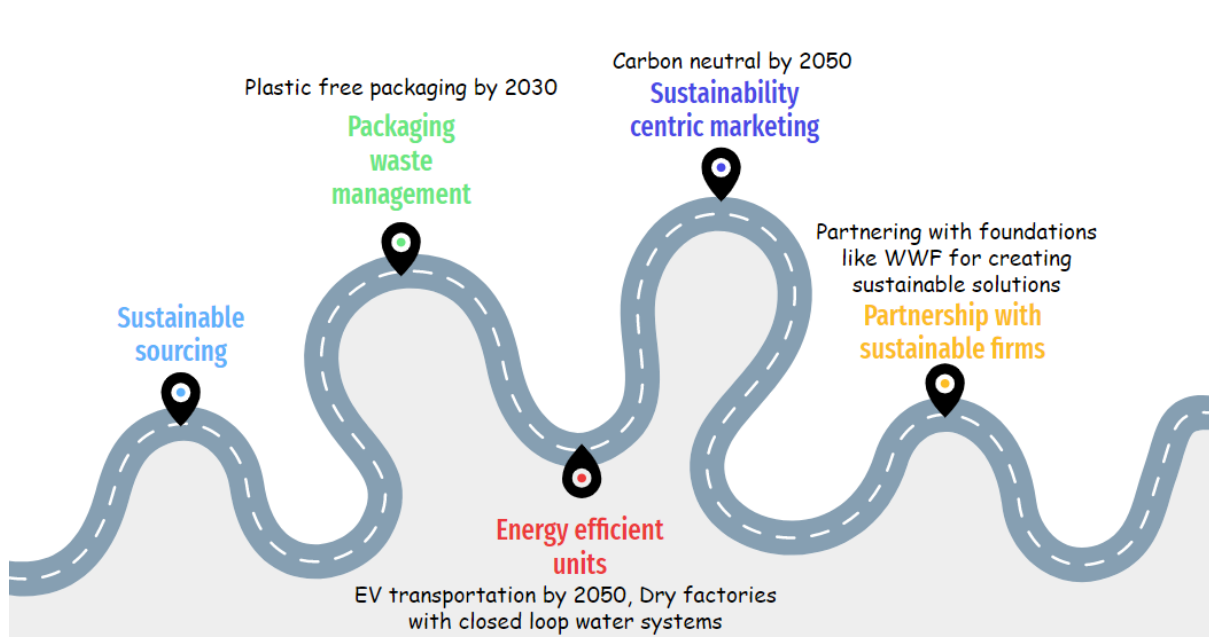 Sustainable
sourcing
Plastic free packaging by 2030
Packaging
waste
management
EV transportation by 2050, Dry factories
with closed loop water systems
Energy efficient
units
Carbon neutral by 2050
Sustainability
centric marketing
Partnering with foundations
like WWF for creating
sustainable solutions
Partnership with
sustainable firms